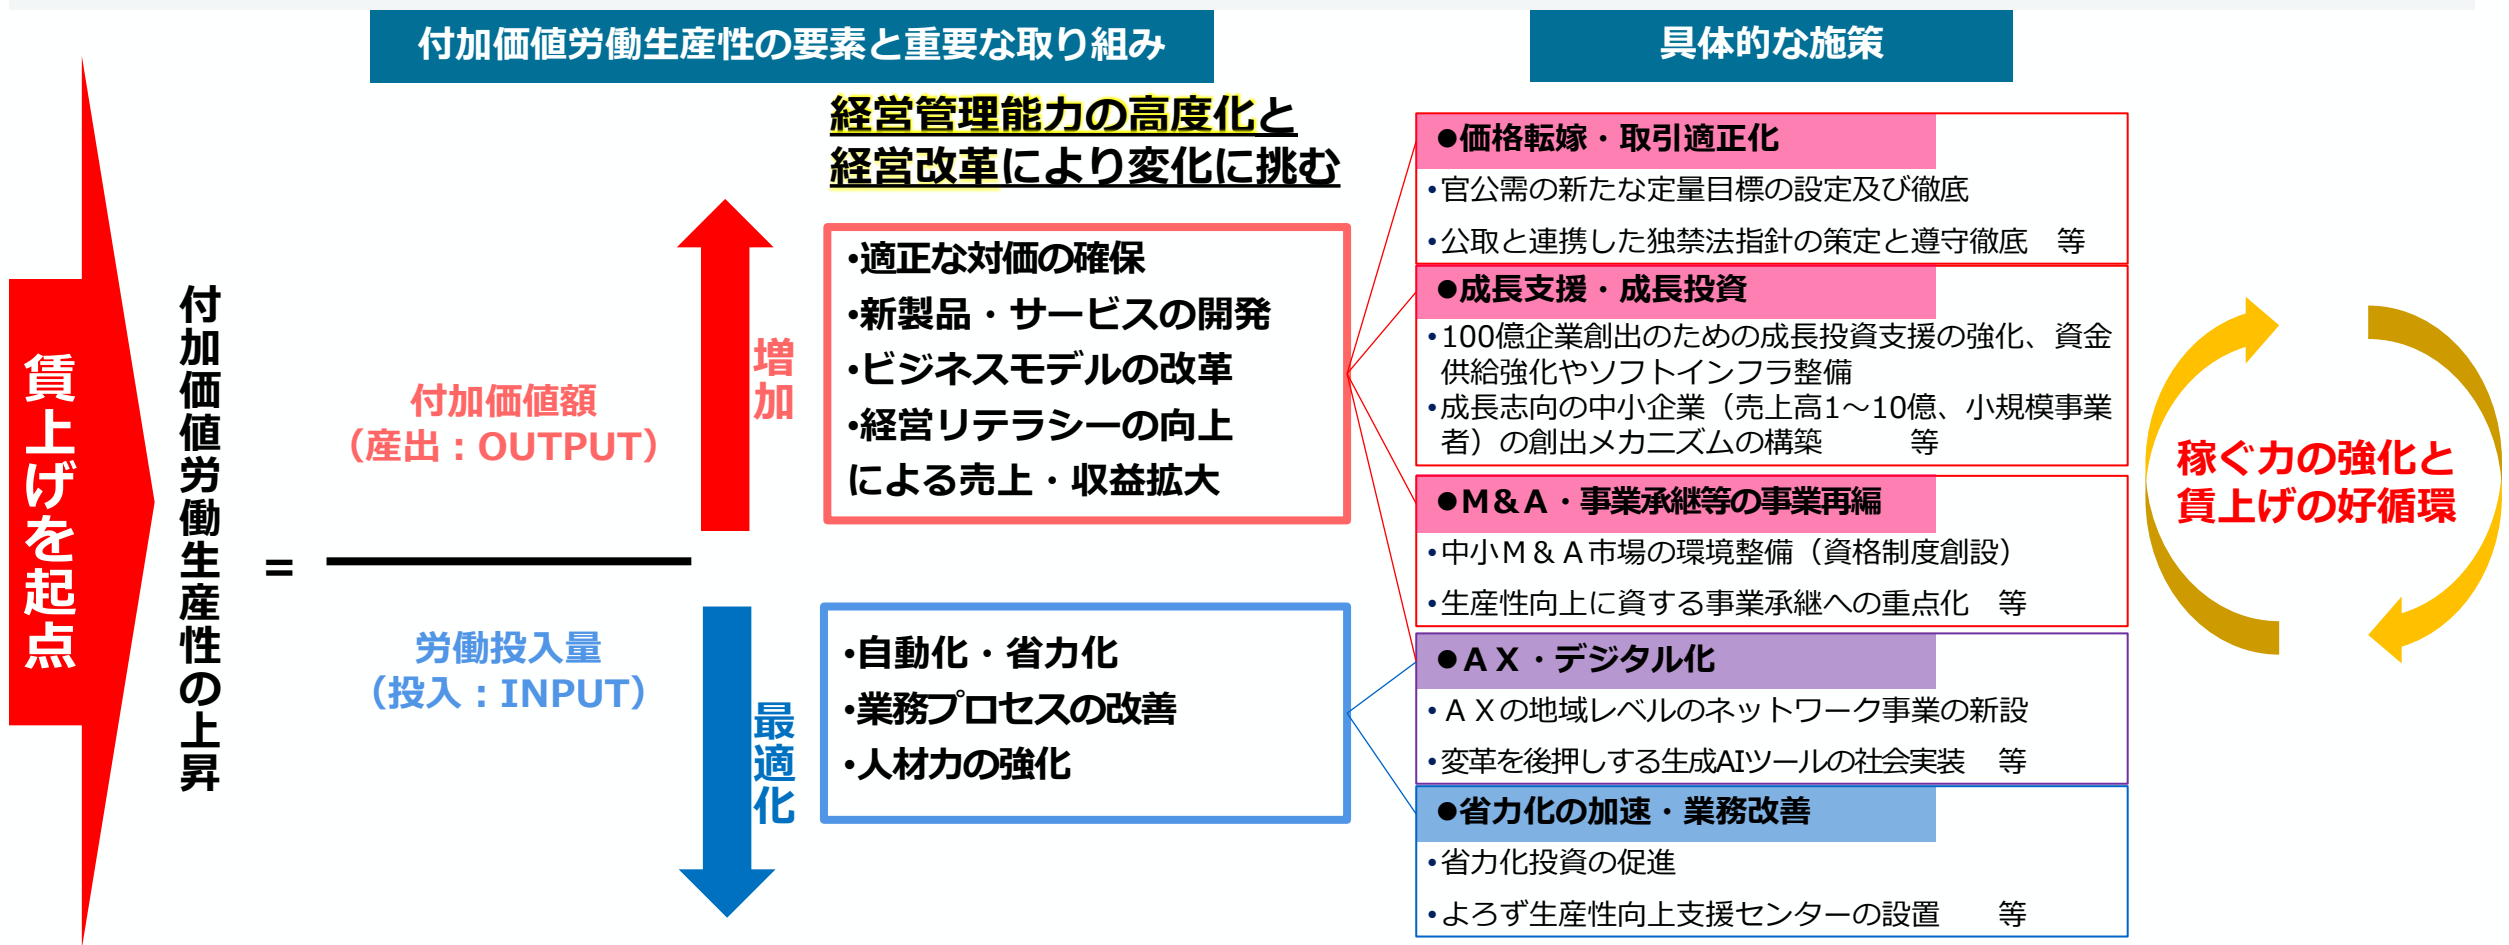 付加価値労働生産性の要素と重要な取り組み
具体的な施策
賃上げを起点
付加価値労働生産性の上昇
=
付加価値額
（産出：OUTPUT）
労働投入量
（投入：INPUT）
増加
最適化
経営管理能力の高度化と
経営改革により変化に挑む
•適正な対価の確保
•新製品・サービスの開発
•ビジネスモデルの改革
•経営リテラシーの向上
による売上・収益拡大
•自動化・省力化
•業務プロセスの改善
•人材力の強化
●価格転嫁・取引適正化
•官公需の新たな定量目標の設定及び徹底
•公取と連携した独禁法指針の策定と遵守徹底　等
●成長支援・成長投資
•100億企業創出のための成長投資支援の強化、資金
供給強化やソフトインフラ整備
•成長志向の中小企業（売上高1～10億、小規模事業
者）の創出メカニズムの構築　　　等
●Ｍ＆Ａ・事業承継等の事業再編
•中小Ｍ＆Ａ市場の環境整備（資格制度創設）
•生産性向上に資する事業承継への重点化　等
●ＡＸ・デジタル化
•ＡＸの地域レベルのネットワーク事業の新設
•変革を後押しする生成AIツールの社会実装　等
●省力化の加速・業務改善
•省力化投資の促進
•よろず生産性向上支援センターの設置　　等
稼ぐ力の強化と
賃上げの好循環